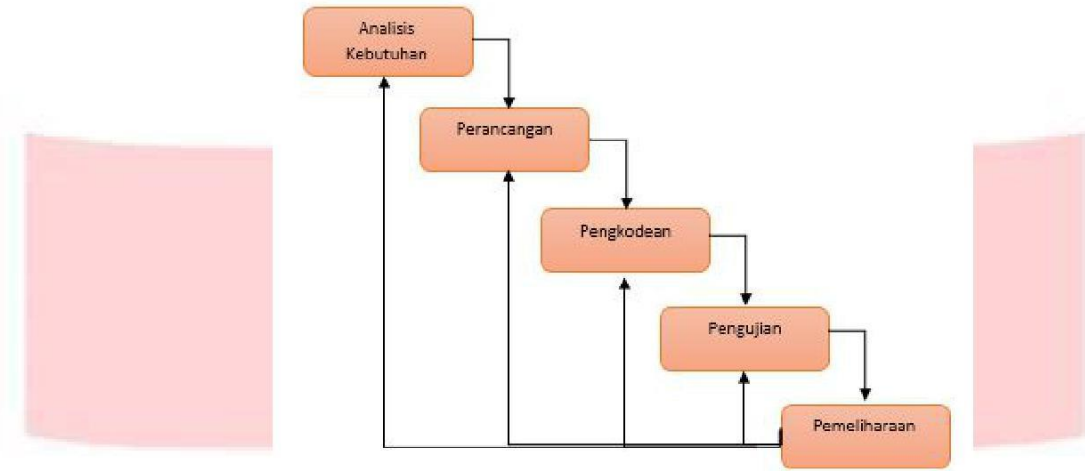 Analisis
Kebutuhan
Perancangan
Pengkodean
Pengujian
Pemeliharaan